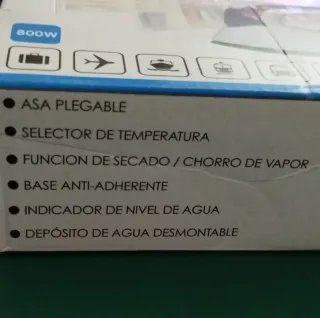 800W
• ASA PLEGABLE
• SELECTOR DE TEMPERATURA
• FUNCION DE SECADO / CHORRO DE VAPOR
• BASE ANTI-ADHERENTE
• INDICADOR DE NIVEL DE AGUA
• DEPÓSITO DE AGUA DESMONTABLE